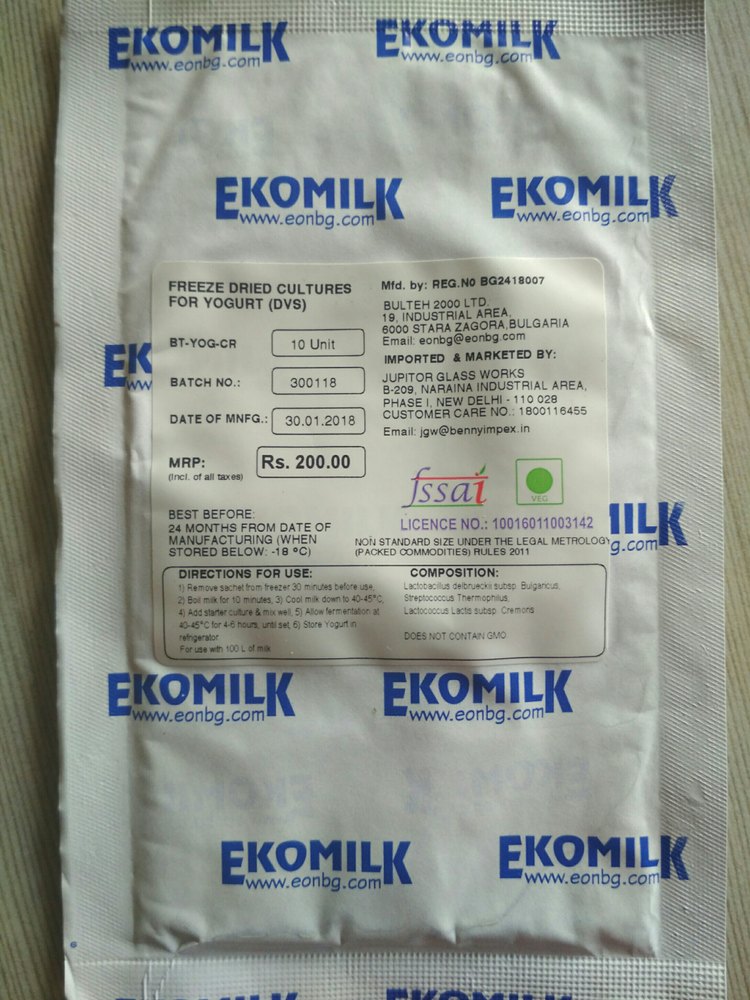 EKOMILK
www.eonbg.com
EKOMILK
www.eonbg.com
EKOMILK
www.eonbg.com
EKOMILK
www.eonbg.com
FREEZE DRIED CULTURES
FOR YOGURT (DVS)
BT-YOG-CR
10 Unit
BATCH NO.:
300118
DATE OF MNFG.:
30.01.2018
MRP:
(Incl. of all taxes)
Rs. 200.00
BEST BEFORE:
24 MONTHS FROM DATE OF
MANUFACTURING (WHEN
STORED BELOW: -18 °C)
Mfd. by: REG.N0 BG2418007
BULTEH 2000 LTD.
19, INDUSTRIAL AREA,
6000 STARA ZAGORA,BULGARIA
Email: eonbg@eonbg.com
IMPORTED & MARKETED BY:
JUPITOR GLASS WORKS
B-209, NARAINA INDUSTRIAL AREA,
PHASE I, NEW DELHI - 110 028
CUSTOMER CARE NO.: 1800116455
Email: jgw@bennyimpex.in
fssai
VEG
LICENCE NO.: 10016011003142
NON STANDARD SIZE UNDER THE LEGAL METROLOGY
(PACKED COMMODITIES) RULES 2011
DIRECTIONS FOR USE:
1) Remove sachet from freezer 30 minutes before use,
2) Boil milk for 10 minutes, 3) Cool milk down to 40-45°C,
4) Add starter culture & mix well, 5) Allow fermentation at
40-45°C for 4-6 hours, until set, 6) Store Yogurt in
refrigerator.
For use with 100 L of milk
COMPOSITION:
Lactobacillus delbrueckii subsp. Bulgaricus,
Streptococcus Thermophilus,
Lactococcus Lactis subsp. Cremoris
DOES NOT CONTAIN GMO
EK
w
MILK
g.com
EKOMILK
www.eonbg.com
EKOMILK
www.eonbg.com
EKOMILK
www.eonbg.com
EKOMILK
www.eonbg.com
EKOMILK
EKOMILK